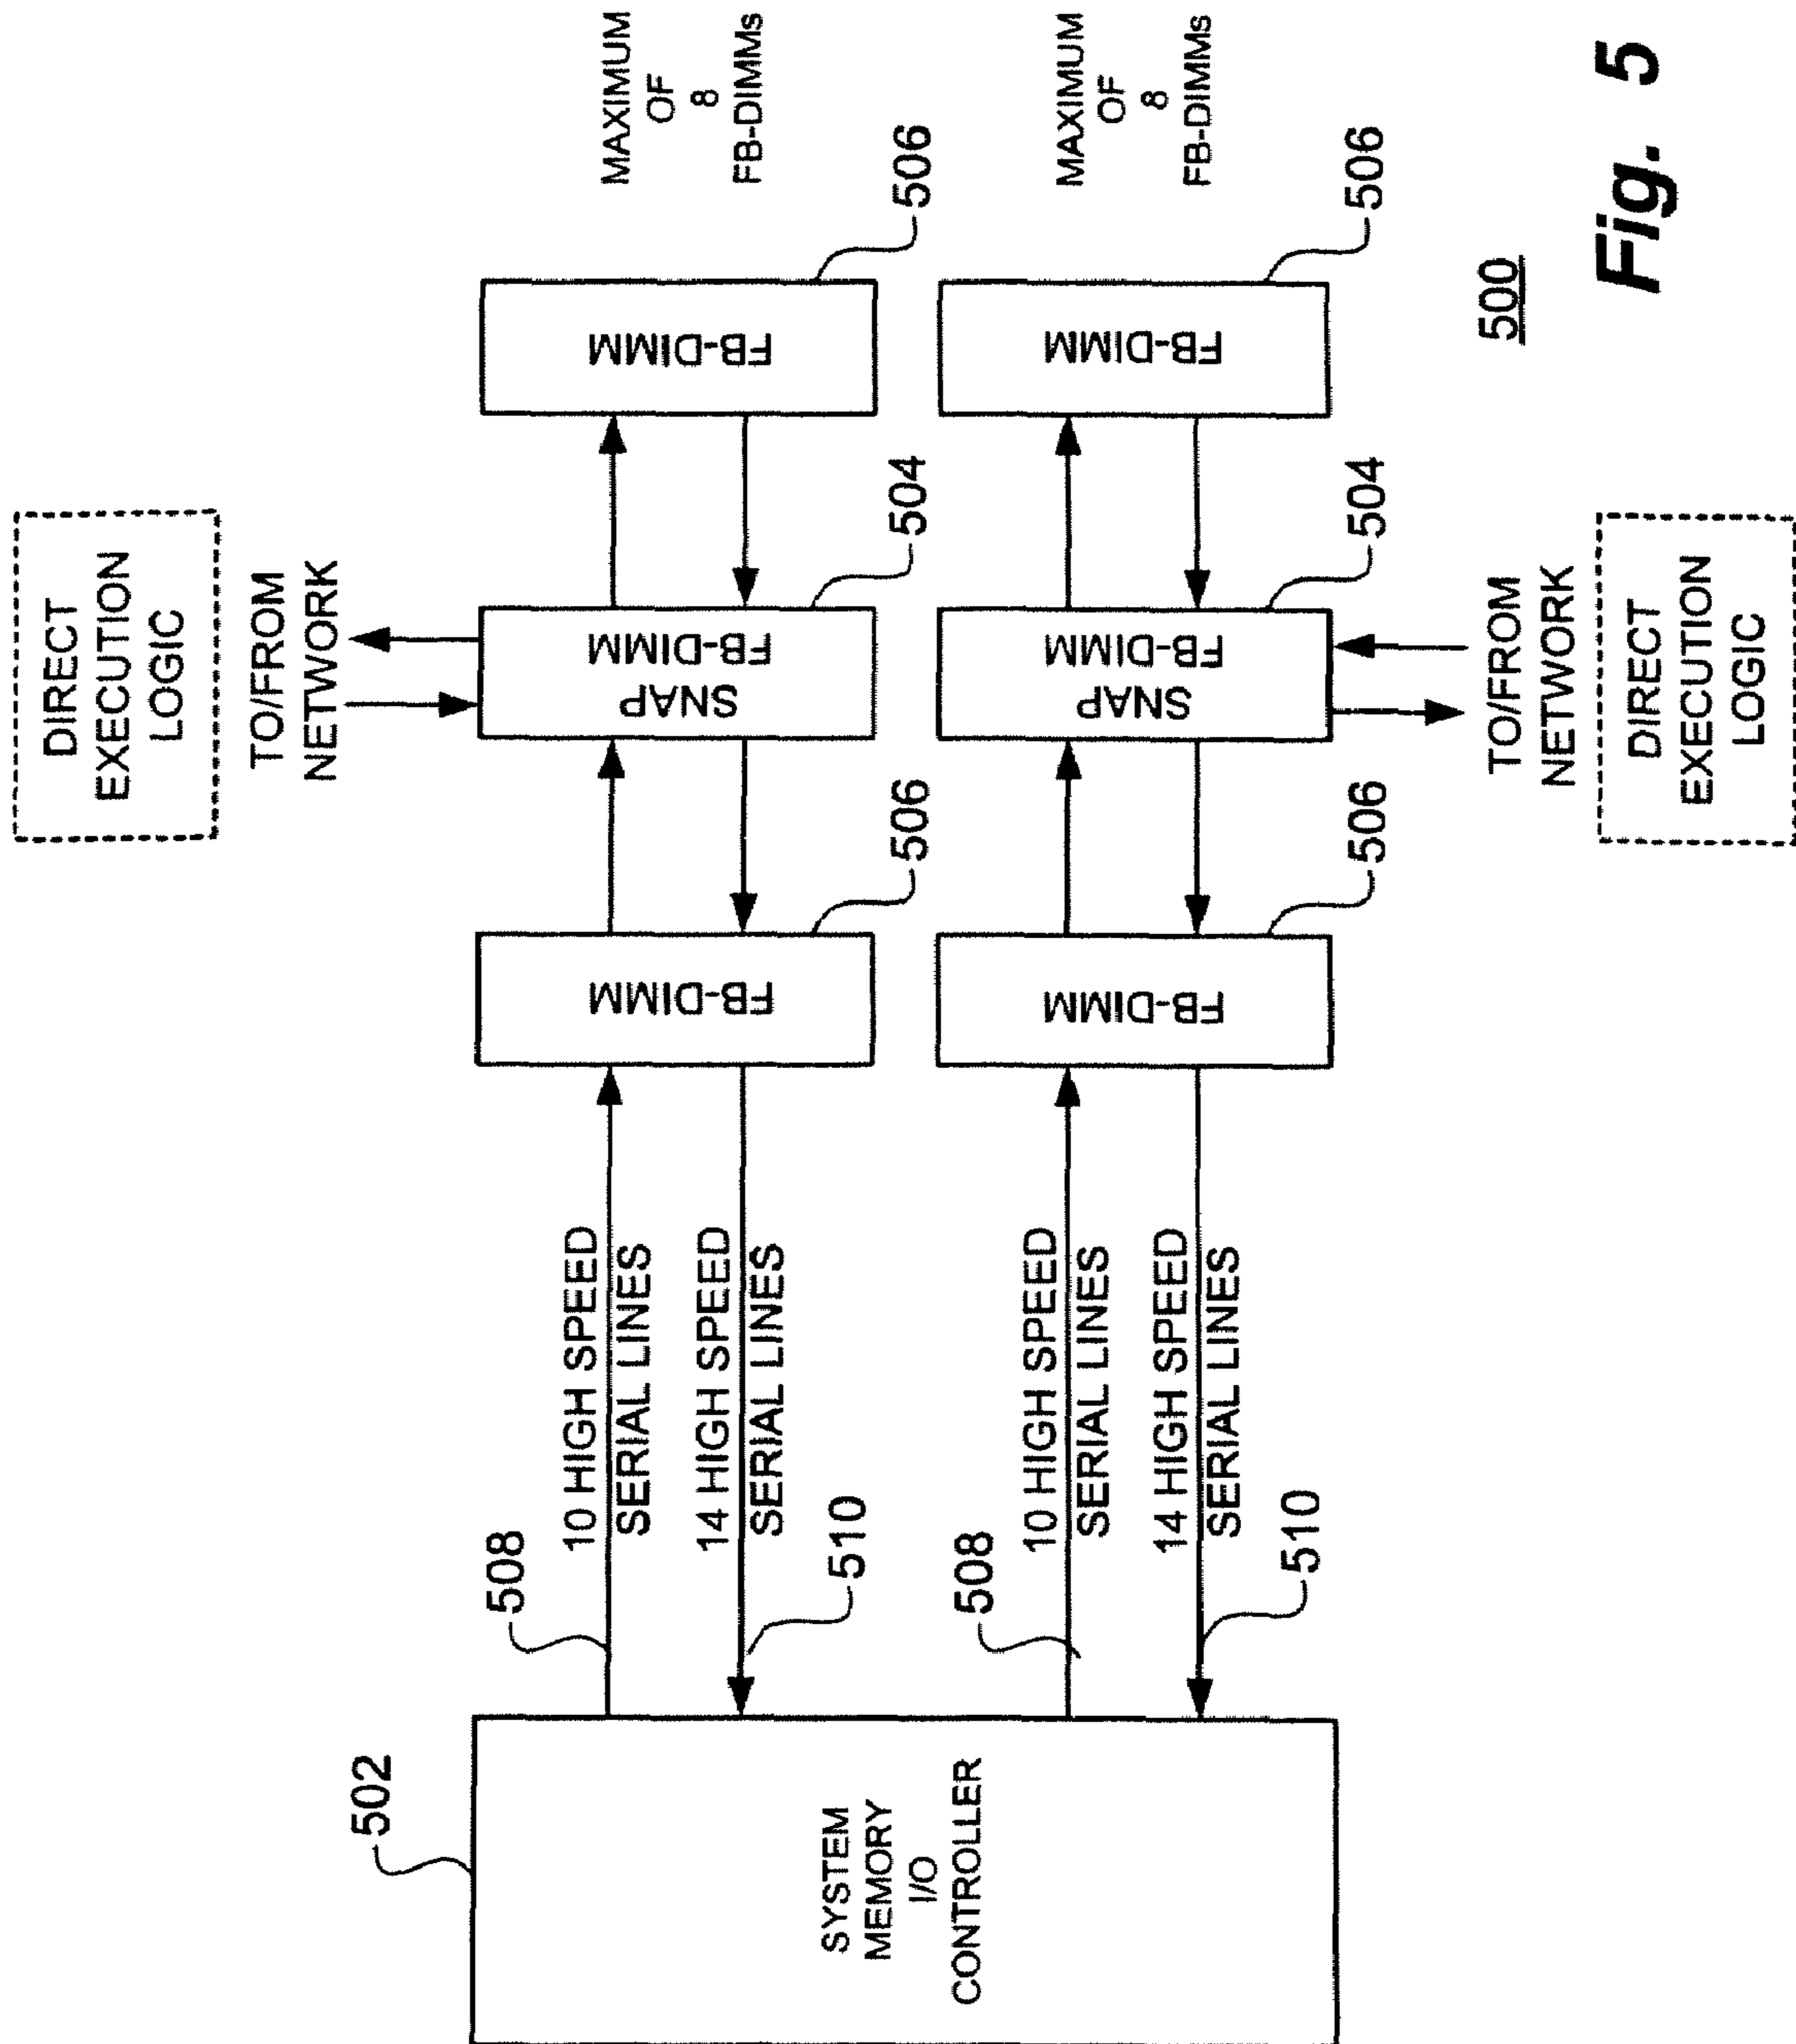 502
SYSTEM
MEMORY
I/O
CONTROLLER
508
10 HIGH SPEED
SERIAL LINES
14 HIGH SPEED
SERIAL LINES
510
508
10 HIGH SPEED
SERIAL LINES
14 HIGH SPEED
SERIAL LINES
510
FB-DIMM
506
FB-DIMM
506
DIRECT
EXECUTION
LOGIC
TO/FROM
NETWORK
SNAP
FB-DIMM
504
SNAP
FB-DIMM
504
TO/FROM
NETWORK
DIRECT
EXECUTION
LOGIC
FB-DIMM
506
FB-DIMM
506
MAXIMUM
OF
8
FB-DIMMs
MAXIMUM
OF
8
FB-DIMMs
500
Fig. 5